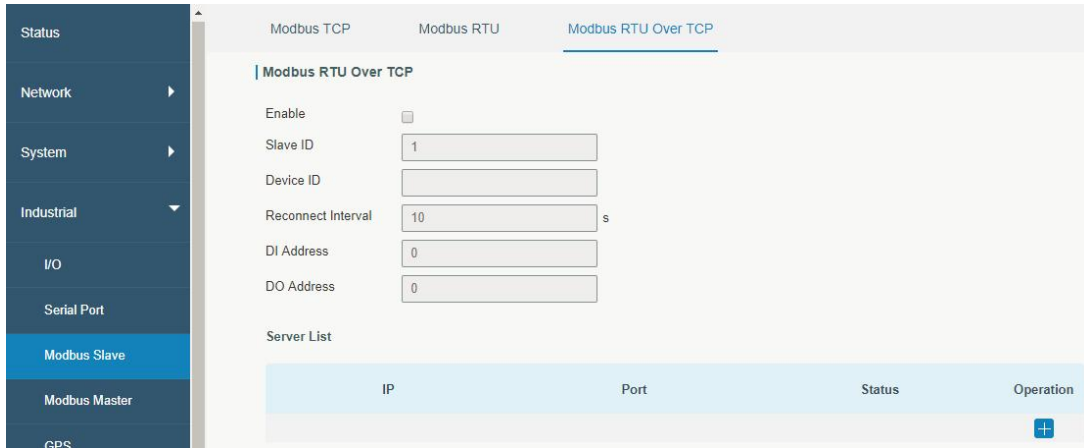 Status
Network
System
Industrial
I/O
Serial Port
Modbus Slave
Modbus Master
GPS
Modbus TCP Modbus RTU Modbus RTU Over TCP
Modbus RTU Over TCP
Enable
Slave ID 1
Device ID
Reconnect Interval 10 s
DI Address 0
DO Address 0
Server List
IP Port Status Operation